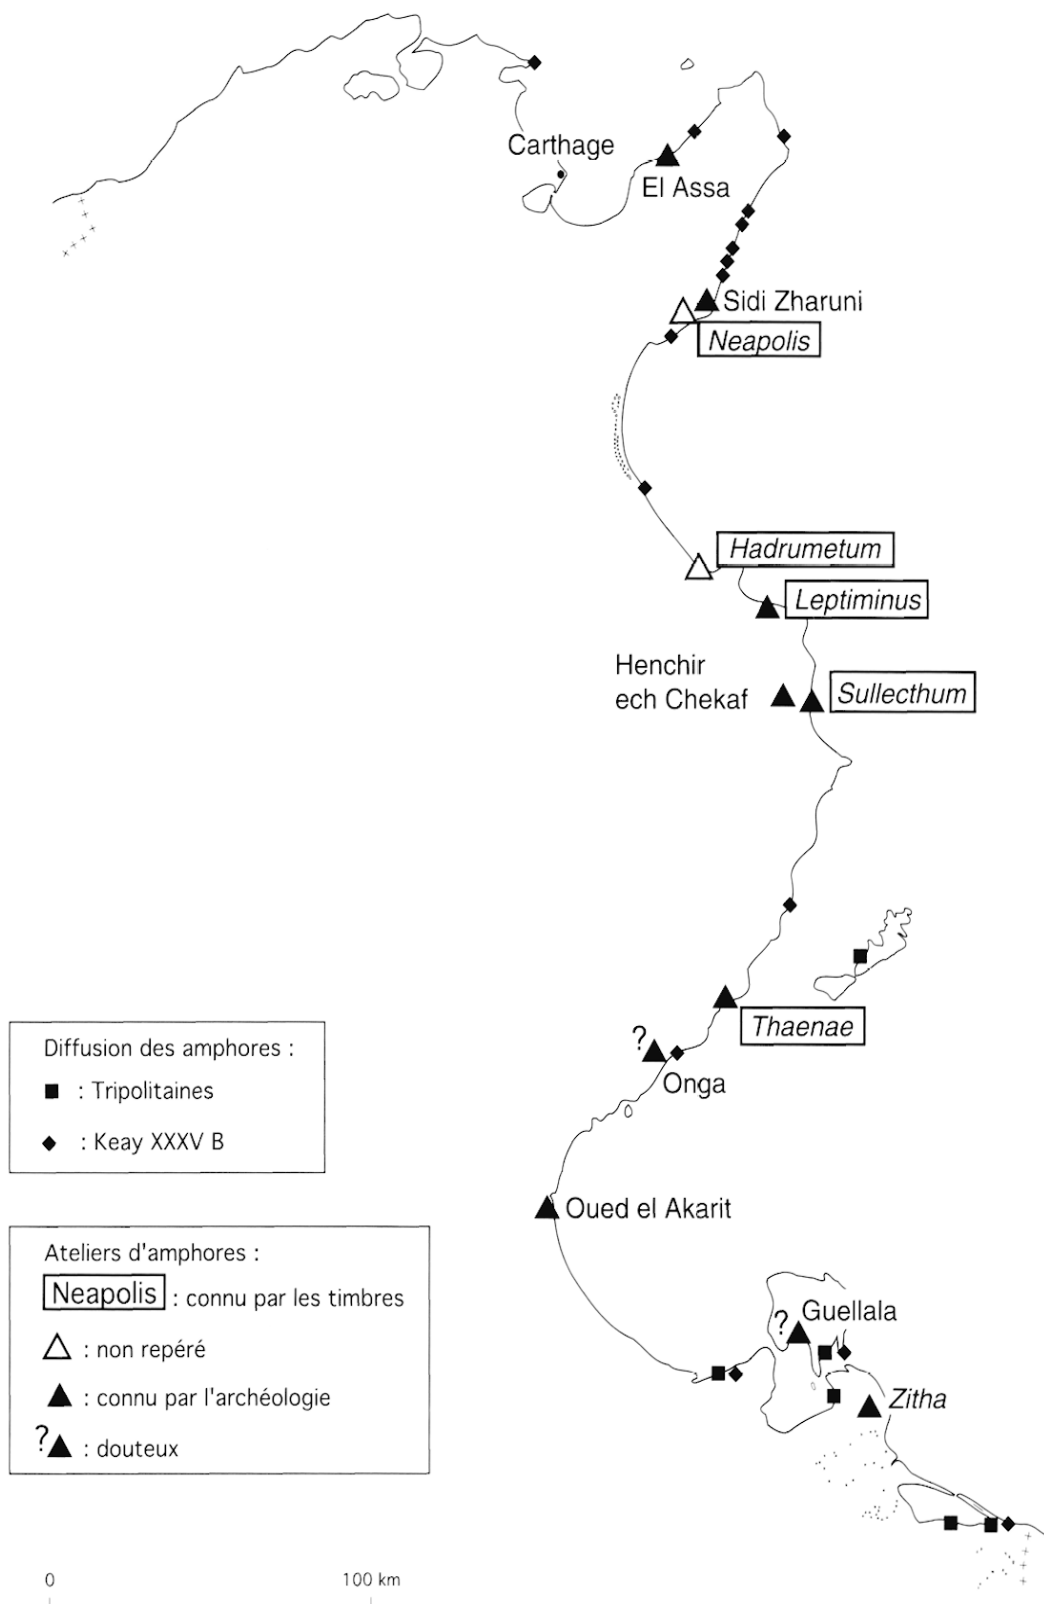 Carthage
El Assa
Sidi Zharuni
Neapolis
Hadrumetum
Leptiminus
Henchir
ech Chekaf
Sullecthum
Thaenae
?
Onga
Diffusion des amphores :
: Tripolitaines
: Keay XXXV B
Oued el Akarit
Ateliers d'amphores :
Neapolis : connu par les timbres
: non repéré
: connu par l'archéologie
? : douteux
Guellala
?
Zitha
0 100 km